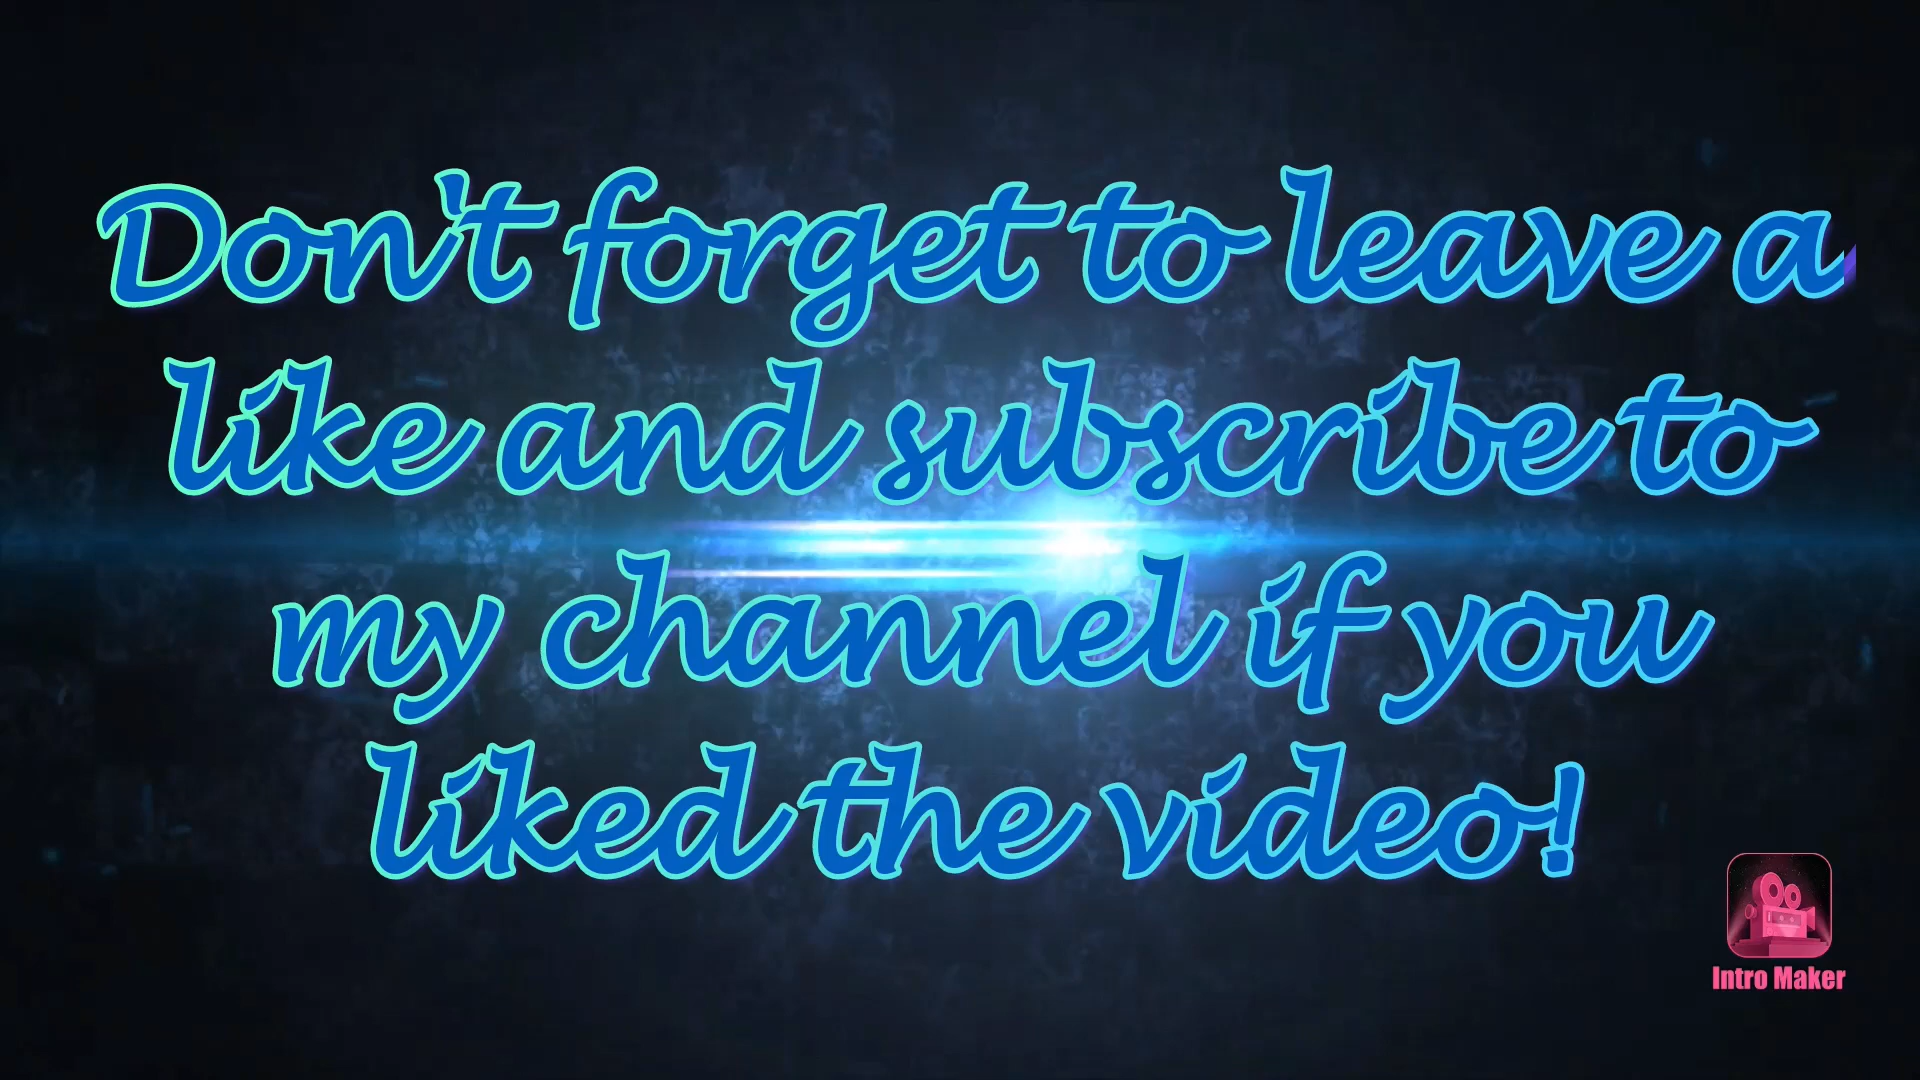 Don't forget to leave a
like and subscribe to
my channel if you
liked the video!
Intro Maker